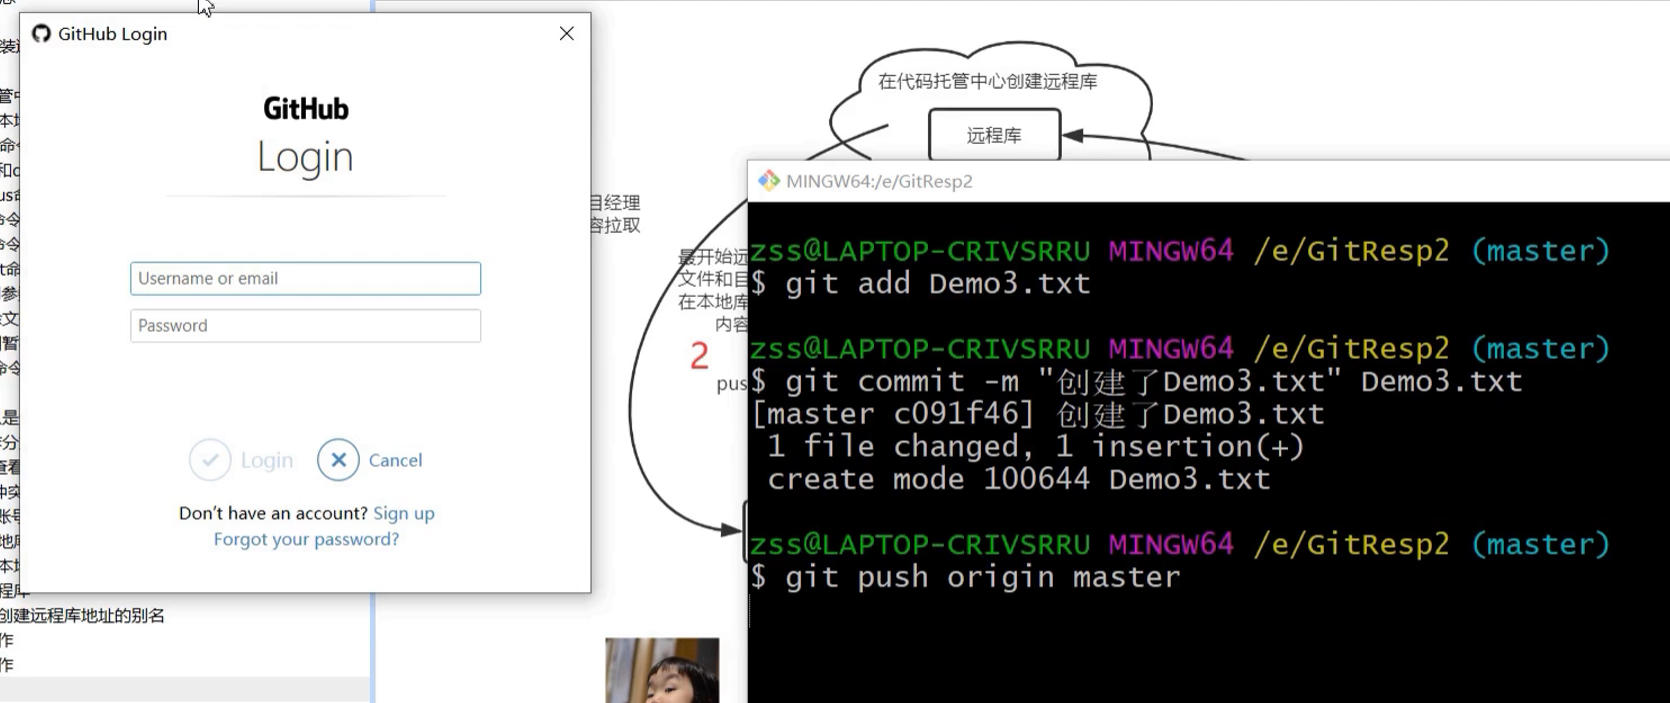 GitHub Login
GitHub
Login
Username or email
Password
Login
Cancel
Don't have an account? Sign up
Forgot your password?
创建远程库地址的别名
作
作
在代码托管中心创建远程库
远程库
目经理
容拉取
最开始远
文件和目
在本地库
内容
2
pus
MINGW64:/e/GitResp2
zss@LAPTOP-CRIVSRRU MINGW64 /e/GitResp2 (master)
$ git add Demo3.txt
zss@LAPTOP-CRIVSRRU MINGW64 /e/GitResp2 (master)
$ git commit -m "创建了Demo3.txt" Demo3.txt
[master c091f46] 创建了Demo3.txt
1 file changed, 1 insertion(+)
create mode 100644 Demo3.txt
zss@LAPTOP-CRIVSRRU MINGW64 /e/GitResp2 (master)
$ git push origin master